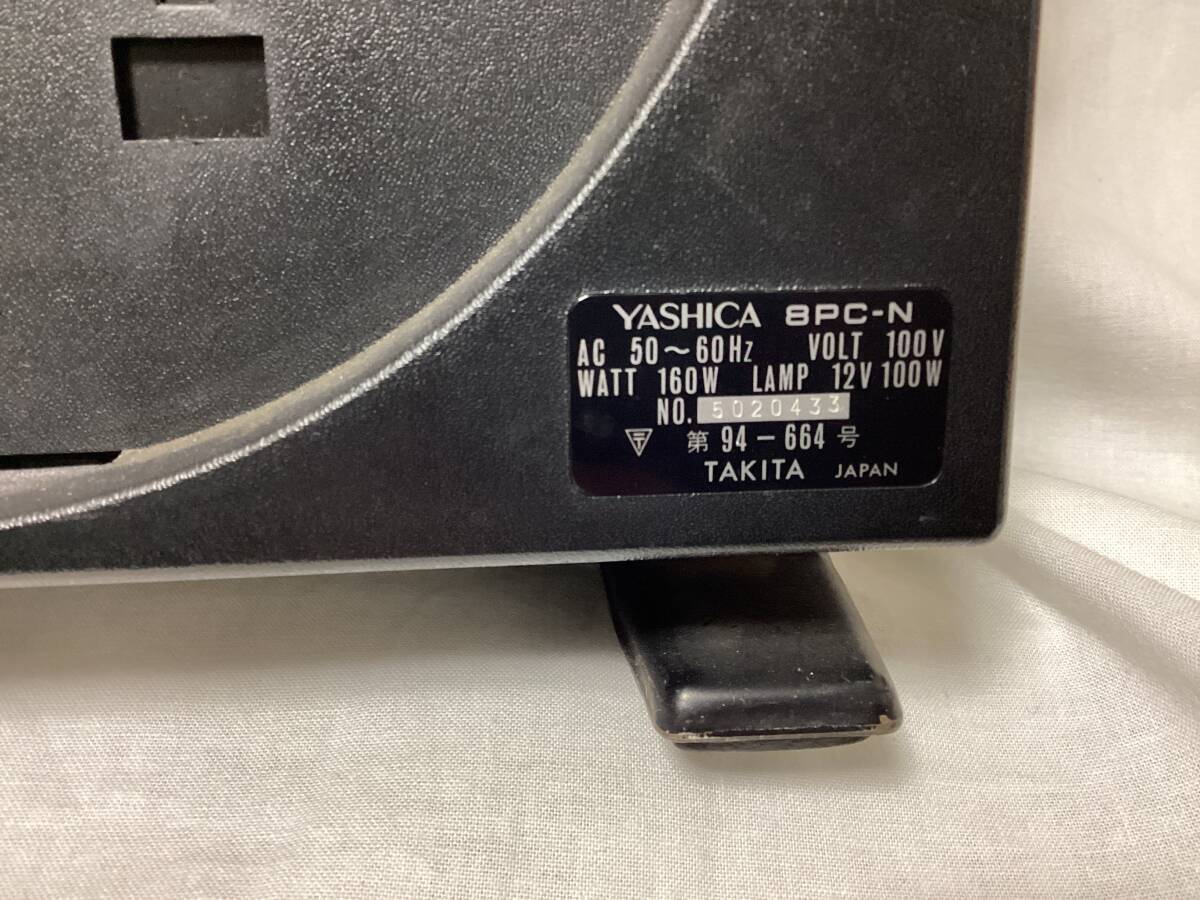 YASHICA 8PC-N
AC 50～60Hz VOLT 100V
WATT 160W LAMP 12V 100W
NO. 5020433
〒 第 94－664 号
TAKITA JAPAN